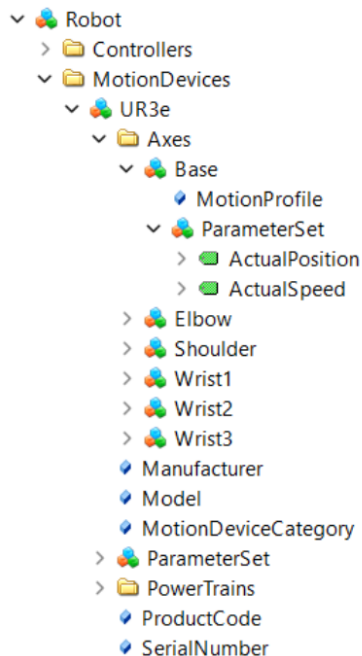 Robot
Controllers
MotionDevices
UR3e
Axes
Base
MotionProfile
ParameterSet
ActualPosition
ActualSpeed
Elbow
Shoulder
Wrist1
Wrist2
Wrist3
Manufacturer
Model
MotionDeviceCategory
ParameterSet
PowerTrains
ProductCode
SerialNumber